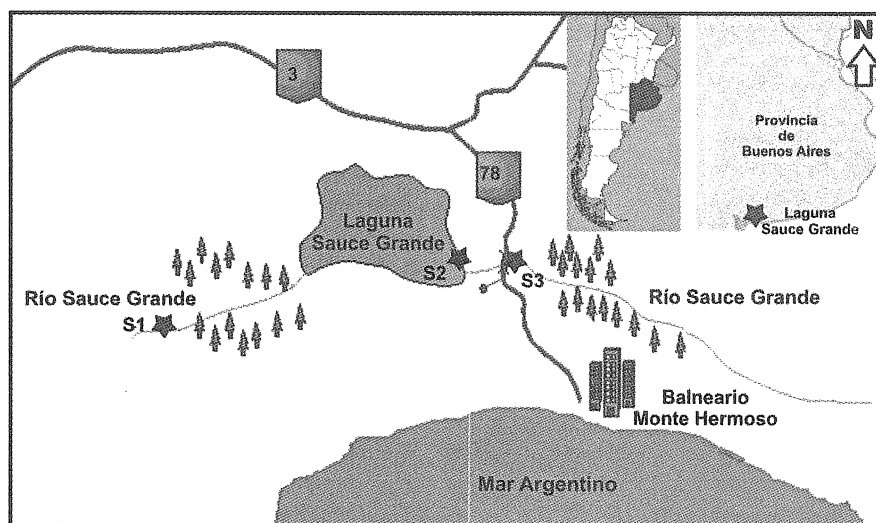 N
3
Provincia
de
Buenos Aires
78
Laguna
Sauce Grande
Laguna
Sauce Grande
S2
S3
Río Sauce Grande
S1
Río Sauce Grande
Balneario
Monte Hermoso
Mar Argentino